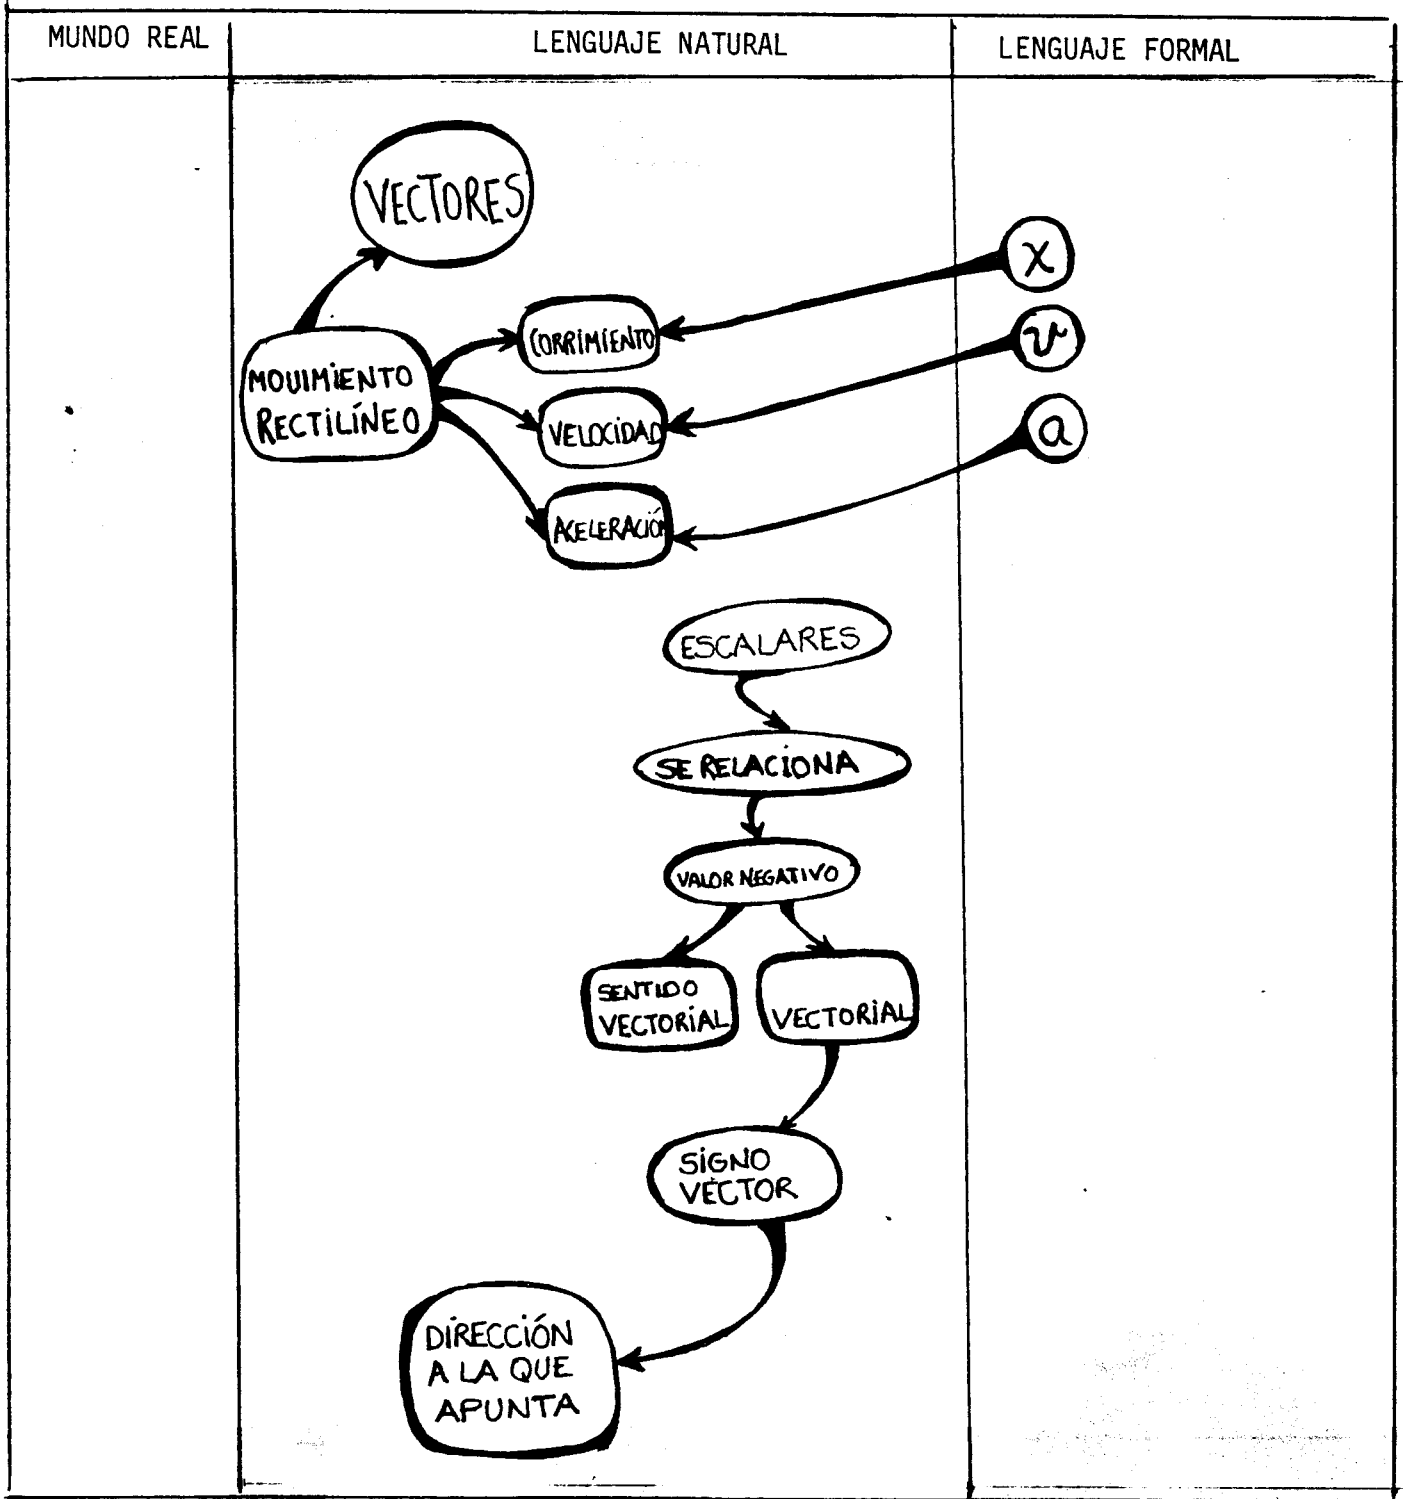 MUNDO REAL
LENGUAJE NATURAL
LENGUAJE FORMAL
VECTORES
x
CORRIMIENTO
v
MOVIMIENTO
RECTILÍNEO
VELOCIDAD
a
ACELERACIÓN
ESCALARES
SE RELACIONA
VALOR NEGATIVO
SENTIDO
VECTORIAL
VECTORIAL
SIGNO
VECTOR
DIRECCIÓN
A LA QUE
APUNTA